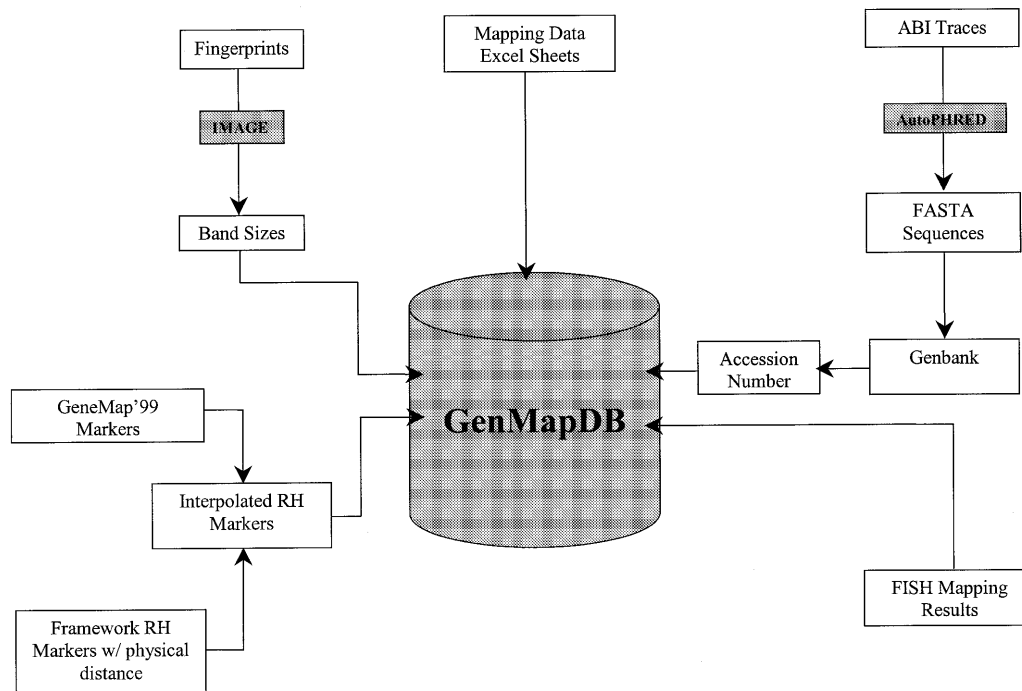 Fingerprints
Mapping Data
Excel Sheets
ABI Traces
IMAGE
AutoPHRED
Band Sizes
FASTA
Sequences
Accession
Number
Genbank
GeneMap'99
Markers
GenMapDB
Interpolated RH
Markers
FISH Mapping
Results
Framework RH
Markers w/ physical
distance